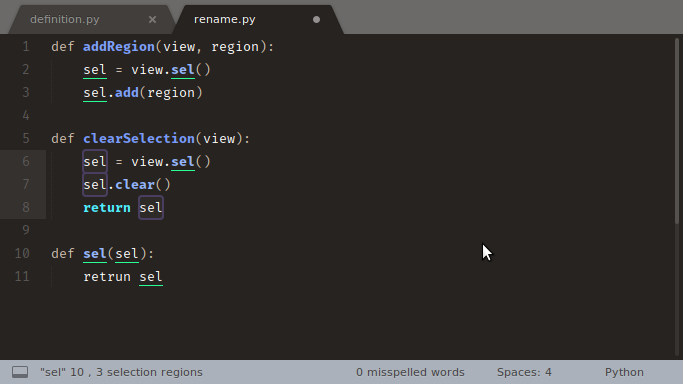 definition.py × rename.py
1 def addRegion(view, region):
2 sel = view.sel()
3 sel.add(region)
4
5 def clearSelection(view):
6 sel = view.sel()
7 sel.clear()
8 return sel
9
10 def sel(sel):
11 retrun sel
"sel" 10 , 3 selection regions 0 misspelled words Spaces: 4 Python